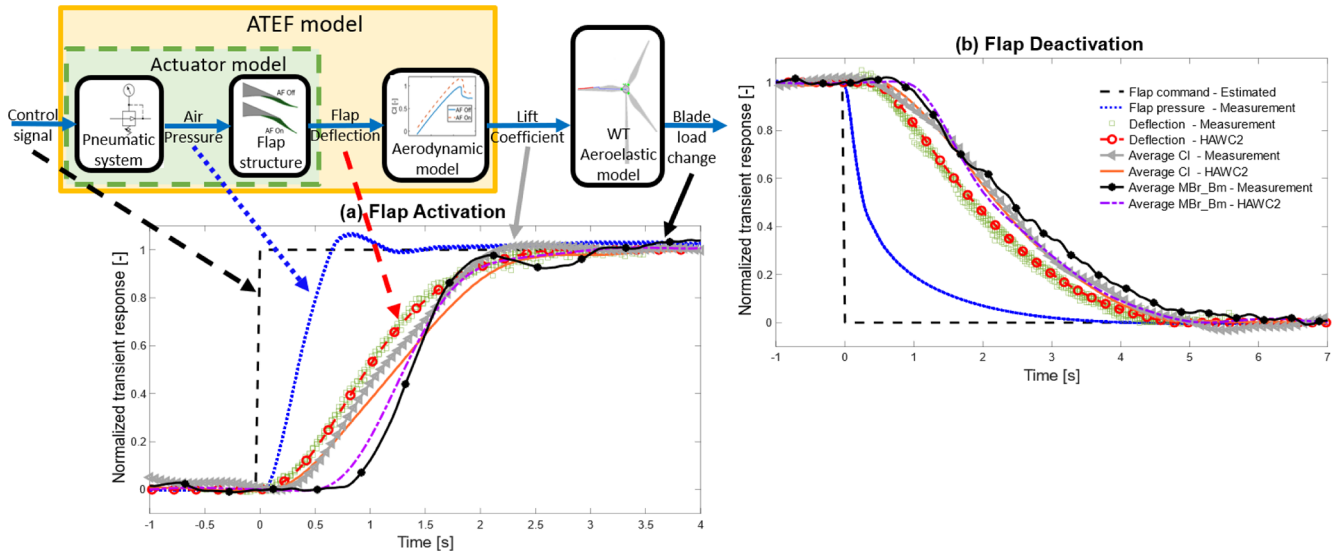 ATEF model
Actuator model
Control
signal
Pneumatic
system
Air
Pressure
AF Off
AF On
Flap
structure
Flap
Deflection
Cl [-]
AF Off
AF On
Aerodynamic
model
Lift
Coefficient
WT
Aeroelastic
model
Blade
load
change
(a) Flap Activation
Normalized transient response [-]
1
0.8
0.6
0.4
0.2
0
-1 -0.5 0 0.5 1 1.5 2 2.5 3 3.5 4
Time [s]
(b) Flap Deactivation
Normalized transient response [-]
1
0.8
0.6
0.4
0.2
0
-1 0 1 2 3 4 5 6 7
Time [s]
Flap command - Estimated
Flap pressure - Measurement
Deflection - Measurement
Deflection - HAWC2
Average Cl - Measurement
Average Cl - HAWC2
Average MBr_Bm - Measurement
Average MBr_Bm - HAWC2